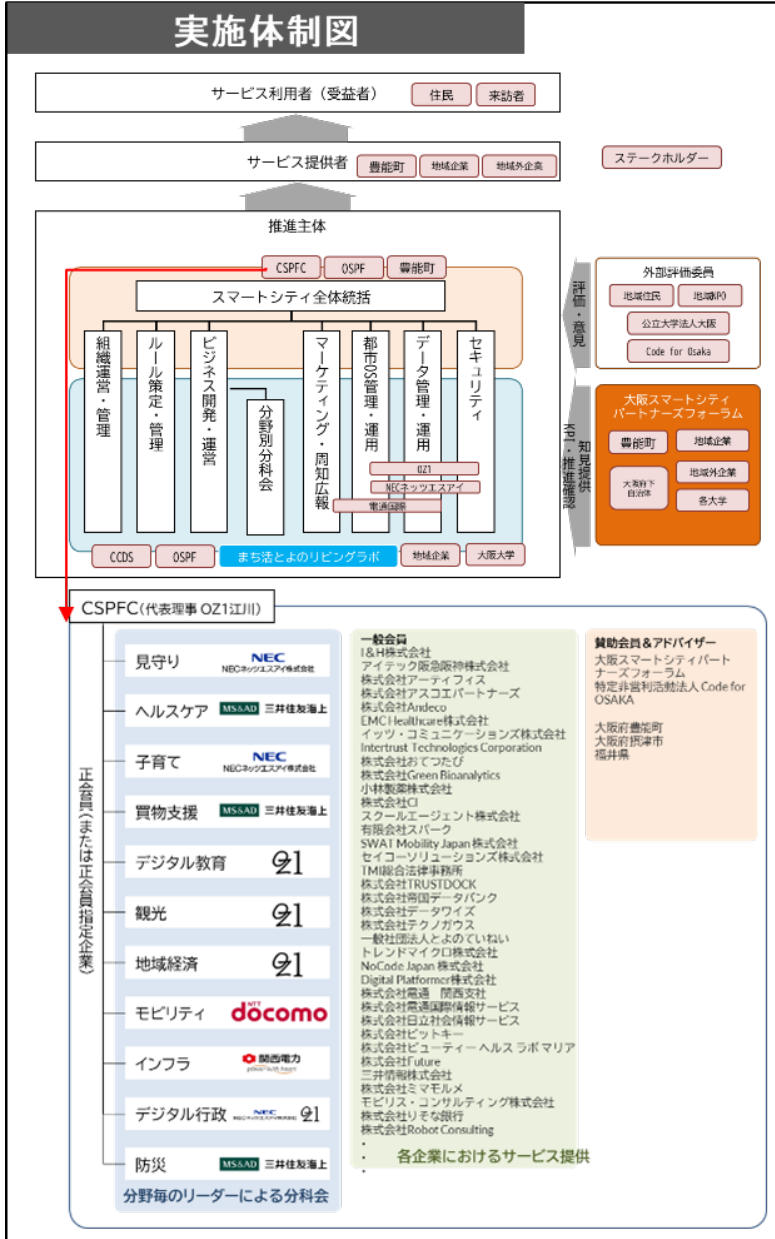 実施体制図
サービス利用者（受益者）
住民
来訪者
サービス提供者
豊能町
地域企業
地域外企業
ステークホルダー
推進主体
CSPFC
OSPF
豊能町
スマートシティ全体統括
組織運営・管理
ルール策定・管理
ビジネス開発・運営
分野別分科会
マーケティング・周知広報
都市OS管理・運用
データ管理・運用
セキュリティ
OZ1
NECネッツエスアイ
電通国際
CCDS
OSPF
まち活とよのリビングラボ
地域企業
大阪大学
評価・意見
外部評価委員
地域住民
地域NPO
公立大学法人大阪
Code for Osaka
知見提供
KPI・推進確認
大阪スマートシティ
パートナーズフォーラム
豊能町
地域企業
大阪府下
自治体
地域外企業
各大学
CSPFC(代表理事 OZ1江川)
正会員(または正会員指定企業)
見守り
NEC
NECネッツエスアイ株式会社
ヘルスケア
MS&AD 三井住友海上
子育て
NEC
NECネッツエスアイ株式会社
買物支援
MS&AD 三井住友海上
デジタル教育
OZ1
観光
OZ1
地域経済
OZ1
モビリティ
NTT
docomo
インフラ
関西電力
power with heart
デジタル行政
NEC
NECネッツエスアイ株式会社
OZ1
防災
MS&AD 三井住友海上
分野毎のリーダーによる分科会
一般会員
I&H株式会社
アイテック阪急阪神株式会社
株式会社アーティフィス
株式会社アスコエパートナーズ
株式会社Andeco
EMC Healthcare株式会社
イッツ・コミュニケーションズ株式会社
Intertrust Technologies Corporation
株式会社おてつたび
株式会社Green Bioanalytics
小林製薬株式会社
株式会社CI
スクールエージェント株式会社
有限会社スパーク
SWAT Mobility Japan 株式会社
セイコーソリューションズ株式会社
TMI総合法律事務所
株式会社TRUSTDOCK
株式会社帝国データバンク
株式会社データワイズ
株式会社テクノガウス
一般社団法人とよのていねい
トレンドマイクロ株式会社
NoCode Japan 株式会社
Digital Platformer株式会社
株式会社電通　関西支社
株式会社電通国際情報サービス
株式会社日立社会情報サービス
株式会社ビットキー
株式会社ビューティー ヘルス ラボ マリア
株式会社Future
三井情報株式会社
株式会社ミマモルメ
モビリス・コンサルティング株式会社
株式会社りそな銀行
株式会社Robot Consulting
・
・
・
各企業におけるサービス提供
賛助会員＆アドバイザー
大阪スマートシティパート
ナーズフォーラム
特定非営利活動法人 Code for
OSAKA
大阪府豊能町
大阪府摂津市
福井県